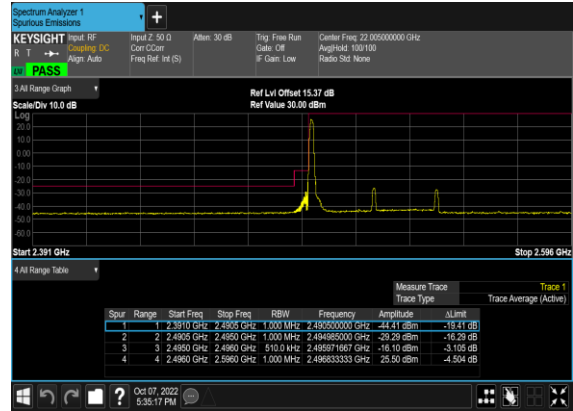 Spectrum Analyzer 1
Spurious Emissions
KEYSIGHT Input: RF Input Z: 50 Ω Atten: 30 dB Trig: Free Run Center Freq: 22.005000000 GHz
R T Coupling: DC Corr CCorr Gate: Off Avg|Hold: 100/100
Align: Auto Freq Ref: Int (S) IF Gain: Low Radio Std: None
PASS
3 All Range Graph
Ref Lvl Offset 15.37 dB
Scale/Div 10.0 dB Ref Value 30.00 dBm
Log
20.0
10.0
0.00
-10.0
-20.0
-30.0
-40.0
-50.0
-60.0
Start 2.391 GHz Stop 2.596 GHz
4 All Range Table
Measure Trace Trace 1
Trace Type Trace Average (Active)
Spur Range Start Freq Stop Freq RBW Frequency Amplitude ΔLimit
1 1 2.3910 GHz 2.4905 GHz 1.000 MHz 2.490500000 GHz -44.41 dBm -19.41 dB
2 2 2.4905 GHz 2.4950 GHz 1.000 MHz 2.494985000 GHz -29.29 dBm -16.29 dB
3 3 2.4950 GHz 2.4960 GHz 510.0 kHz 2.495971667 GHz -16.10 dBm -3.105 dB
4 4 2.4960 GHz 2.5960 GHz 1.000 MHz 2.496833333 GHz 25.50 dBm -4.504 dB
? Oct 07, 2022
5:35:17 PM